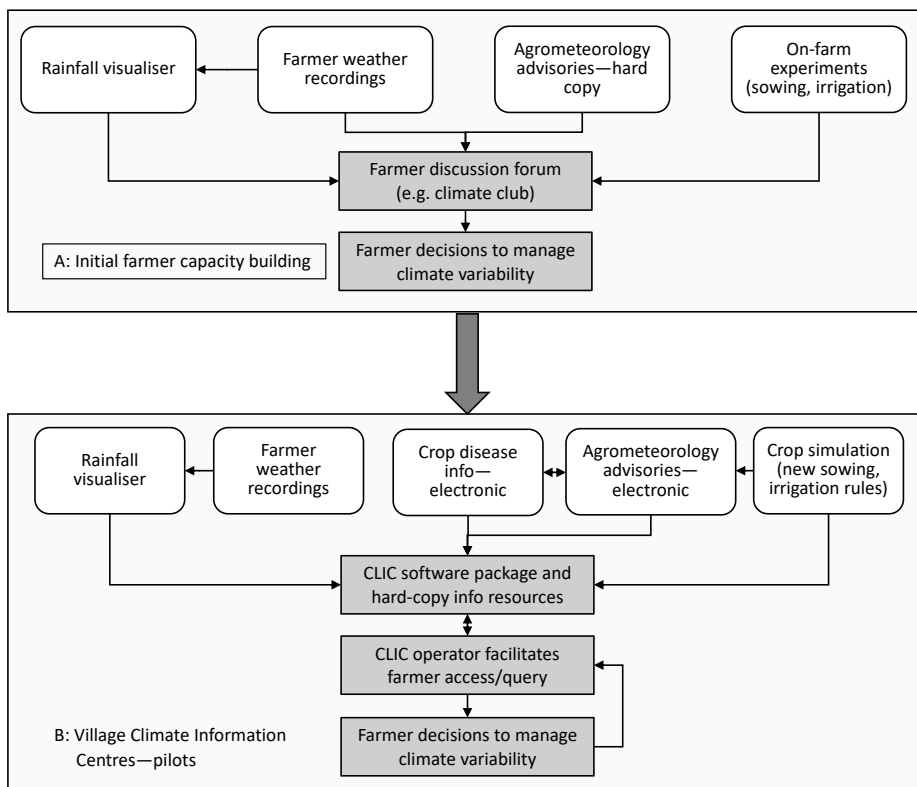 Rainfall visualiser
Farmer weather
recordings
Agrometeorology
advisories—hard
copy
On-farm
experiments
(sowing, irrigation)
Farmer discussion forum
(e.g. climate club)
A: Initial farmer capacity building
Farmer decisions to manage
climate variability
Rainfall
visualiser
Farmer
weather
recordings
Crop disease
info—
electronic
Agrometeorology
advisories—
electronic
Crop simulation
(new sowing,
irrigation rules)
CLIC software package and
hard-copy info resources
CLIC operator facilitates
farmer access/query
B: Village Climate Information
Centres—pilots
Farmer decisions to manage
climate variability